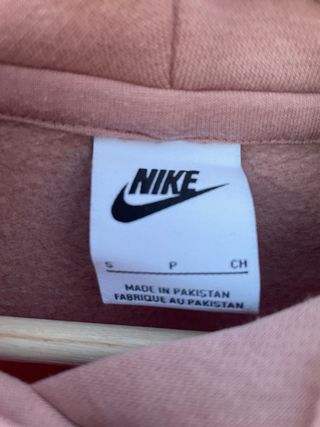 NIKE
S P CH
MADE IN PAKISTAN
FABRIQUE AU PAKISTAN